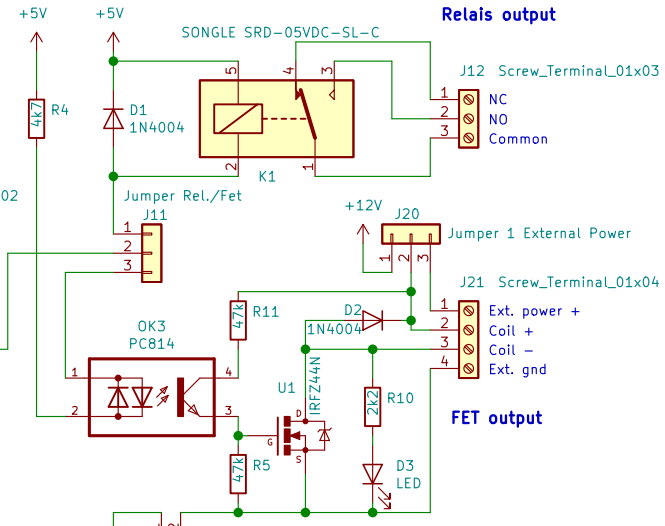 +5V
+5V
Relais output
SONGLE SRD-05VDC-SL-C
5
4
3
J12 Screw_Terminal_01x03
R4
4k7
D1
1N4004
1 NC
2 NO
3 Common
2
1
K1
02
Jumper Rel./Fet
J11
1
2
3
+12V
J20
Jumper 1 External Power
1
2
3
J21 Screw_Terminal_01x04
R11
47k
D2
1N4004
1 Ext. power +
2 Coil +
3 Coil -
4 Ext. gnd
OK3
PC814
1
4
2
3
U1
IRFZ44N
D
G
S
R10
2k2
FET output
R5
47k
D3
LED